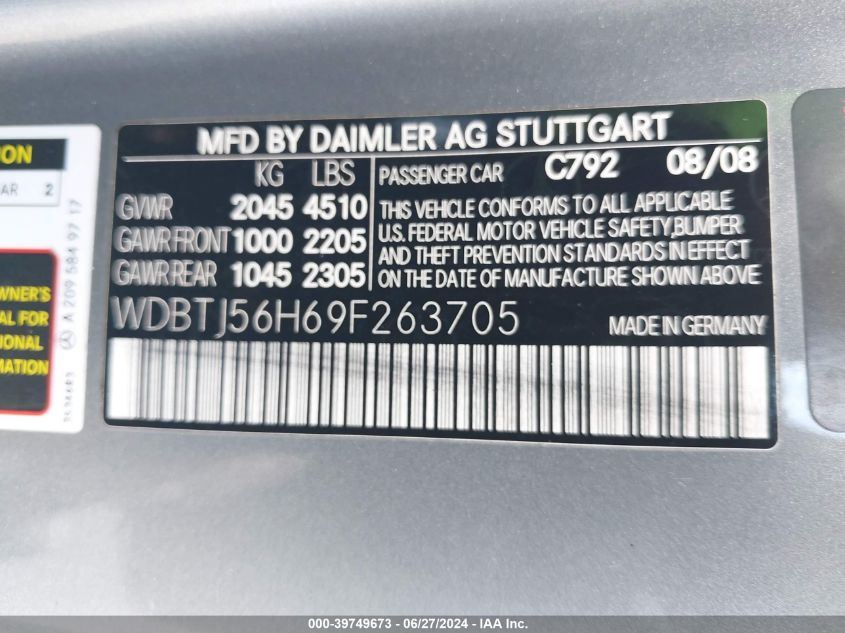 MFD BY DAIMLER AG STUTTGART
KG LBS
GVWR 2045 4510
GAWR FRONT 1000 2205
GAWR REAR 1045 2305
PASSENGER CAR C792 08/08
THIS VEHICLE CONFORMS TO ALL APPLICABLE
U.S. FEDERAL MOTOR VEHICLE SAFETY,BUMPER
AND THEFT PREVENTION STANDARDS IN EFFECT
ON THE DATE OF MANUFACTURE SHOWN ABOVE
WDBTJ56H69F263705 MADE IN GERMANY
ION
AR 2
WNER'S
AL FOR
IONAL
MATION
A 209 584 97 17
000-39749673 - 06/27/2024 - IAA Inc.